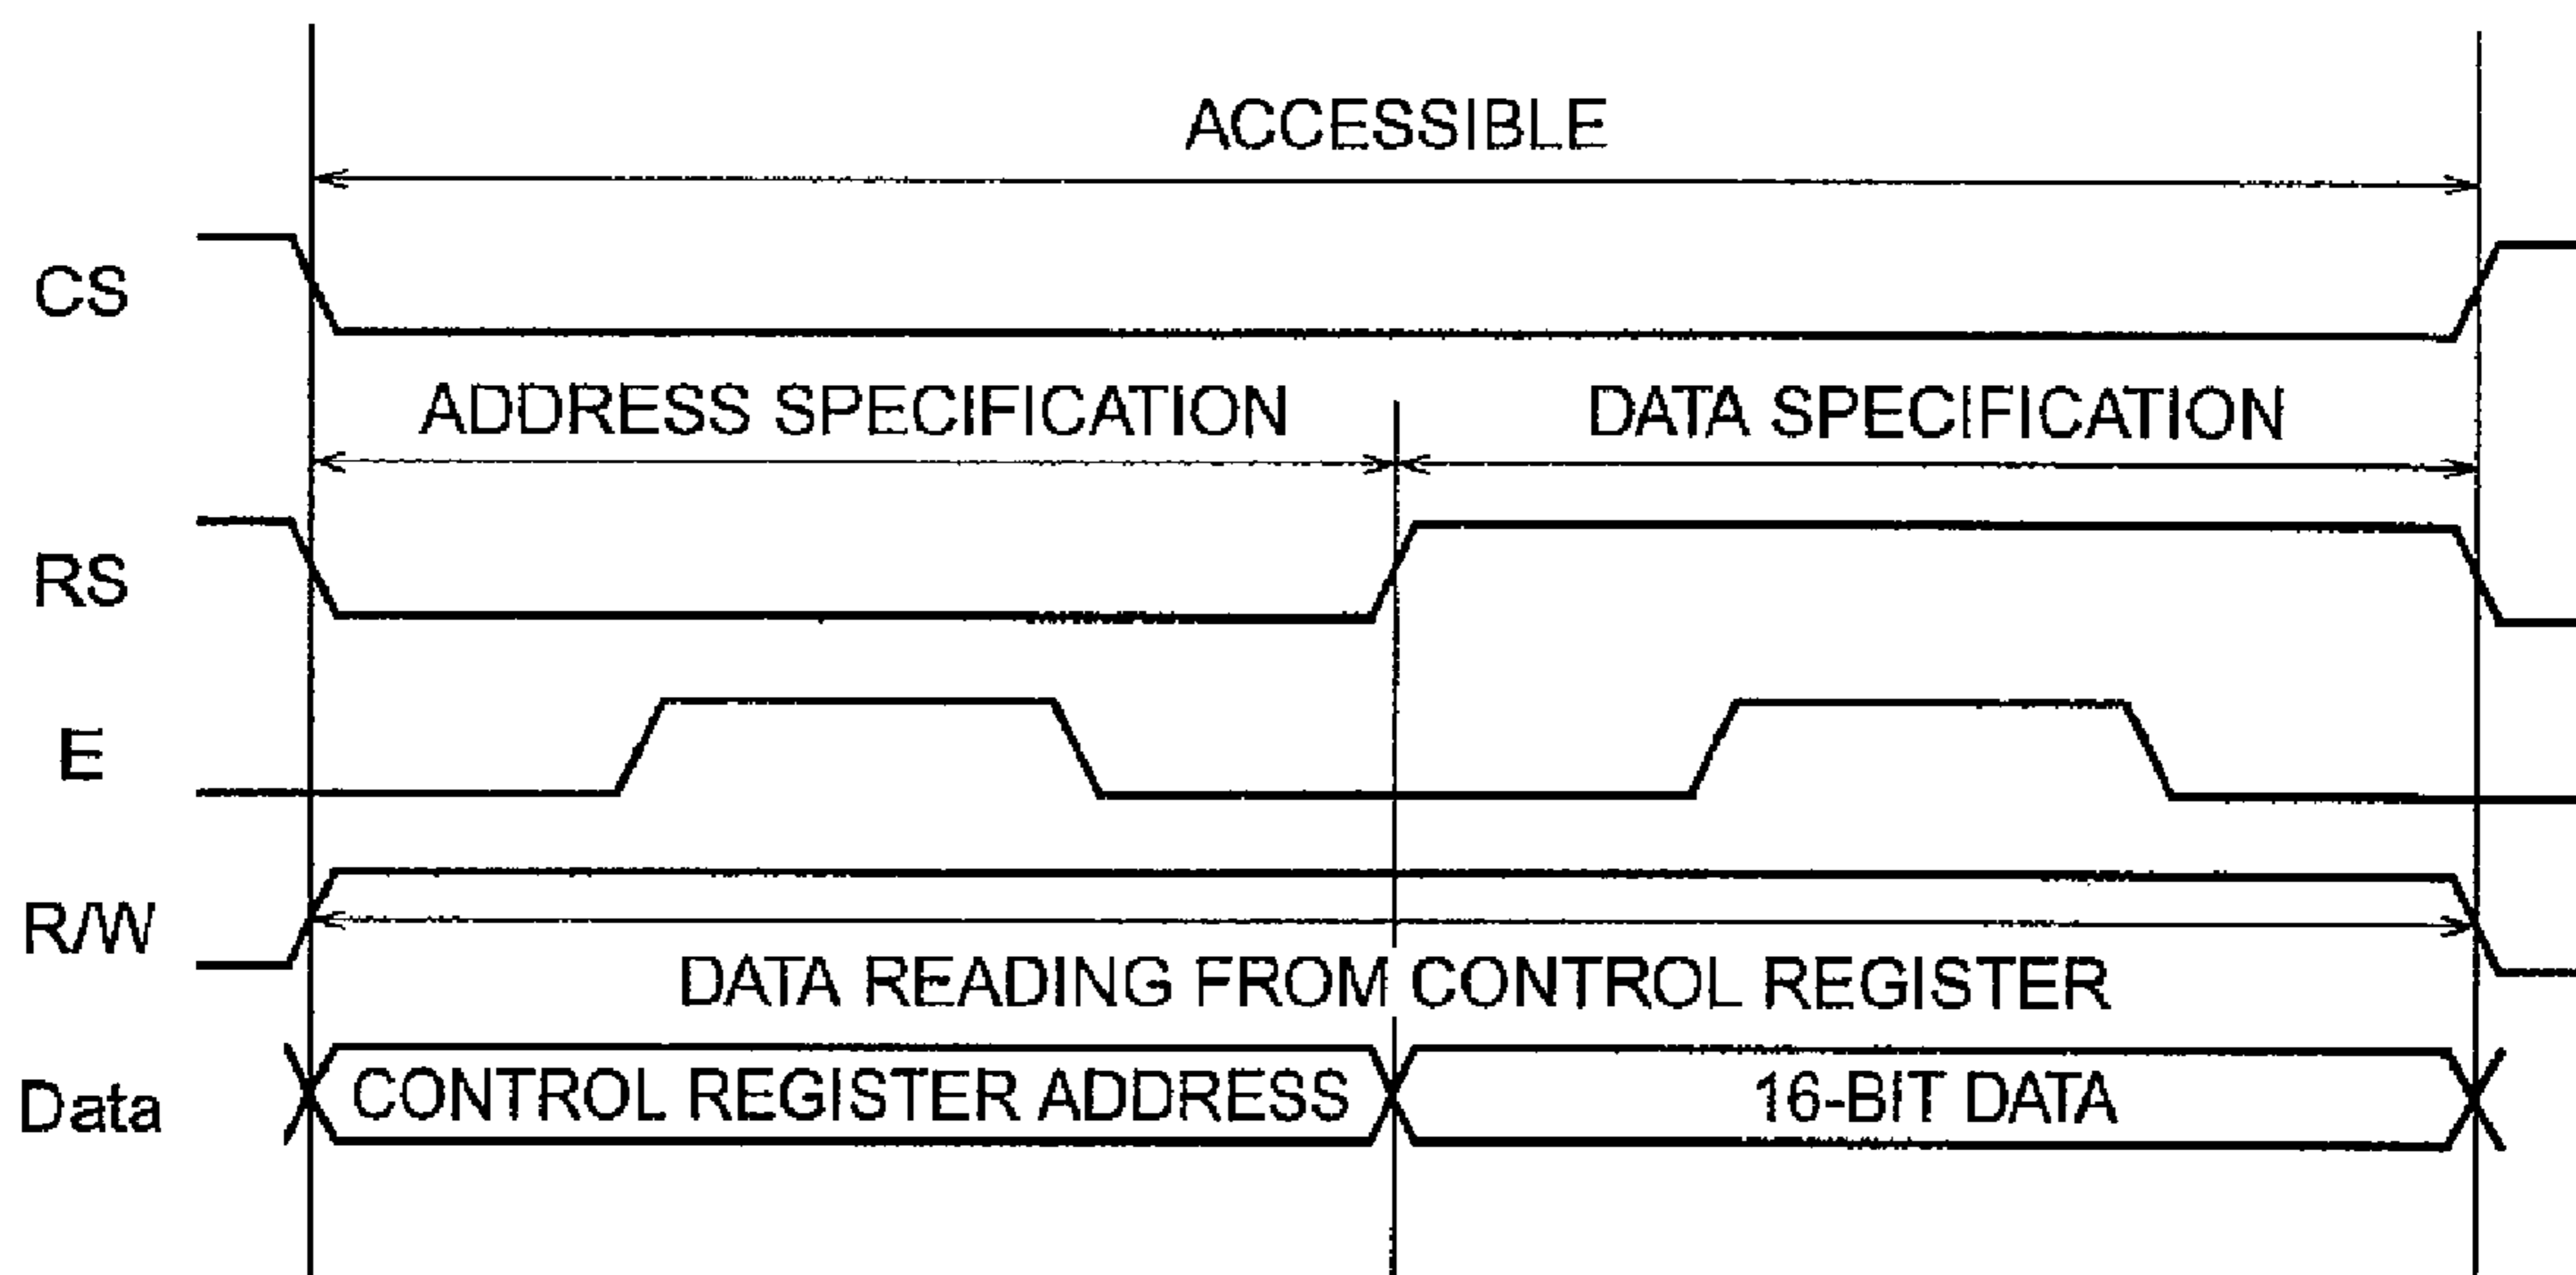 ACCESSIBLE
CS
ADDRESS SPECIFICATION
DATA SPECIFICATION
RS
E
R/W
DATA READING FROM CONTROL REGISTER
Data
CONTROL REGISTER ADDRESS
16-BIT DATA